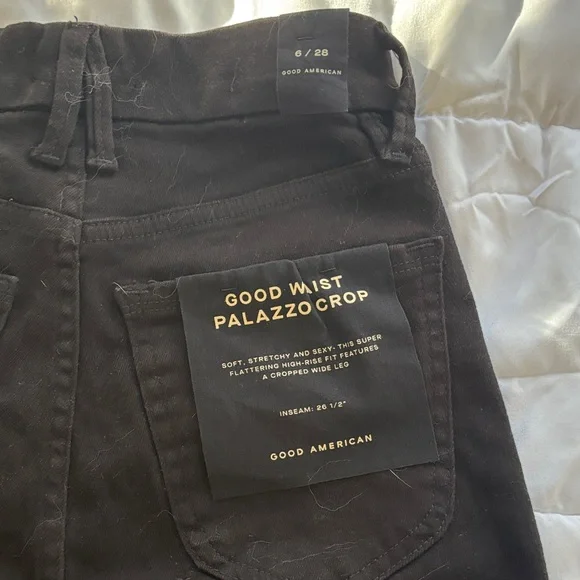 6 / 28
GOOD AMERICAN
GOOD WAIST
PALAZZO CROP
SOFT, STRETCHY AND SEXY- THIS SUPER
FLATTERING HIGH-RISE FIT FEATURES
A CROPPED WIDE LEG
INSEAM: 26 1/2"
GOOD AMERICAN